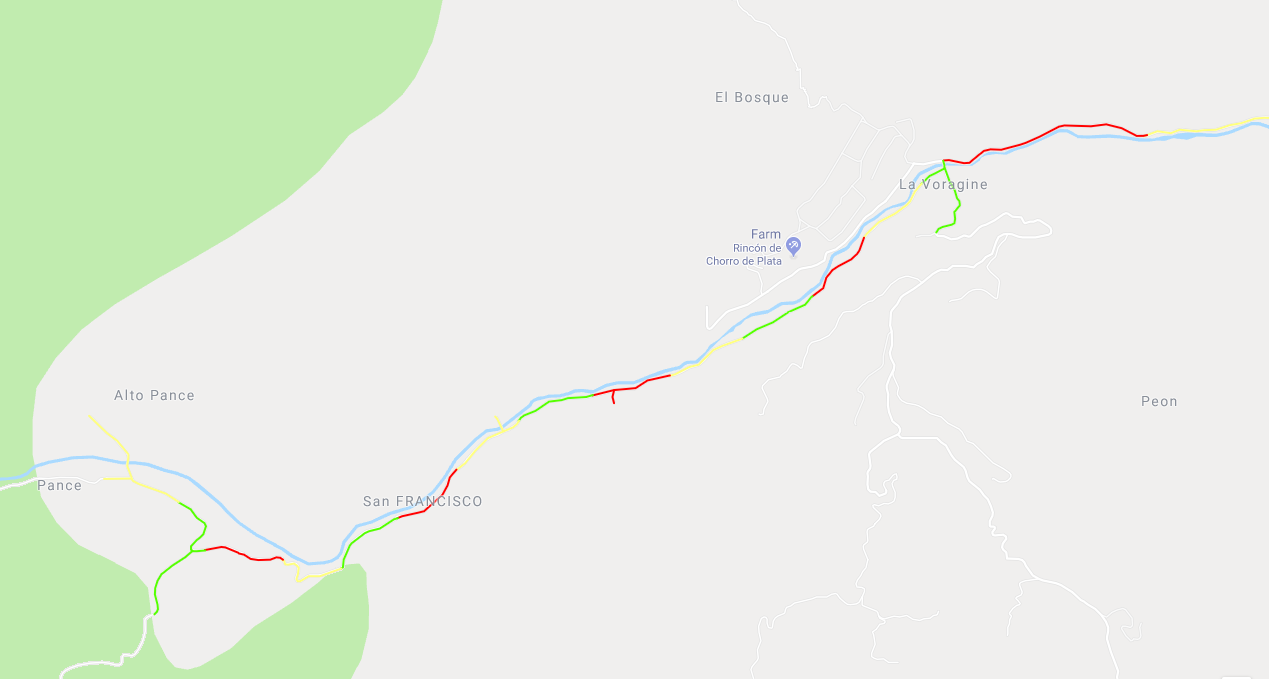 El Bosque
La Voragine
Farm
Rincón de
Chorro de Plata
Alto Pance
Peon
Pance
San FRANCISCO